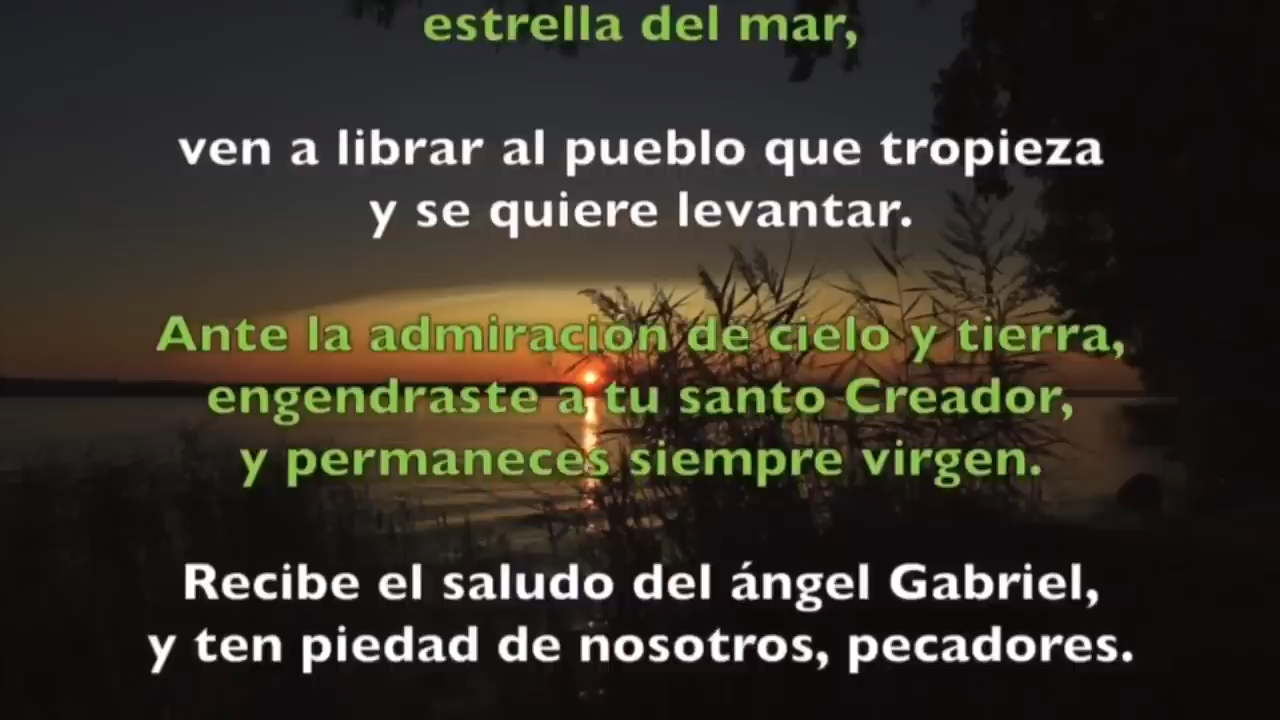 estrella del mar,
ven a librar al pueblo que tropieza
y se quiere levantar.
Ante la admiración de cielo y tierra,
engendraste a tu santo Creador,
y permaneces siempre virgen.
Recibe el saludo del ángel Gabriel,
y ten piedad de nosotros, pecadores.